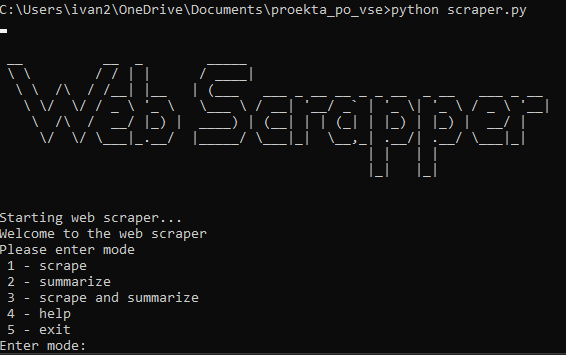 C:\Users\ivan2\OneDrive\Documents\proekta_po_vse>python scraper.py
Web Scrapper
Starting web scraper...
Welcome to the web scraper
Please enter mode
1 - scrape
2 - summarize
3 - scrape and summarize
4 - help
5 - exit
Enter mode: